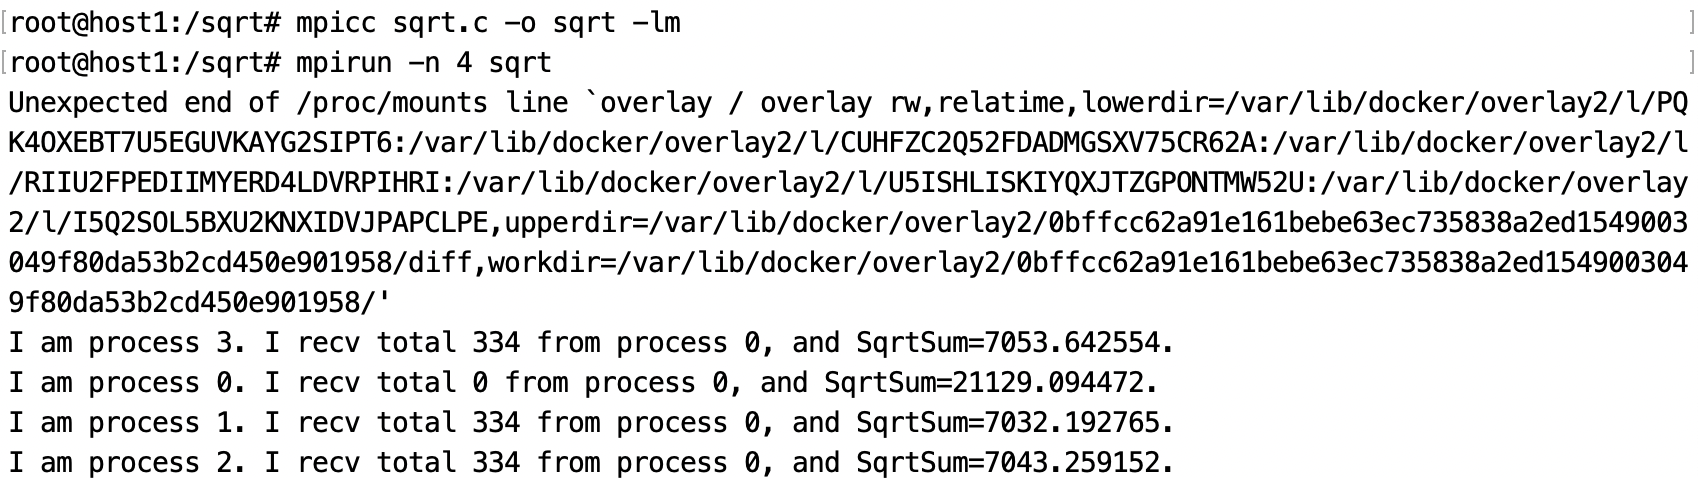 [root@host1:/sqrt# mpicc sqrt.c -o sqrt -lm ]
[root@host1:/sqrt# mpirun -n 4 sqrt ]
Unexpected end of /proc/mounts line `overlay / overlay rw,relatime,lowerdir=/var/lib/docker/overlay2/l/PQ
K4OXEBT7U5EGUVKAYG2SIPT6:/var/lib/docker/overlay2/l/CUHFZC2Q52FDADMGSXV75CR62A:/var/lib/docker/overlay2/l
/RIIU2FPEDIIMYERD4LDVRPIHRI:/var/lib/docker/overlay2/l/U5ISHLISKIYQXJTZGPONTMW52U:/var/lib/docker/overlay
2/l/I5Q2SOL5BXU2KNXIDVJPAPCLPE,upperdir=/var/lib/docker/overlay2/0bffcc62a91e161bebe63ec735838a2ed1549003
049f80da53b2cd450e901958/diff,workdir=/var/lib/docker/overlay2/0bffcc62a91e161bebe63ec735838a2ed154900304
9f80da53b2cd450e901958/'
I am process 3. I recv total 334 from process 0, and SqrtSum=7053.642554.
I am process 0. I recv total 0 from process 0, and SqrtSum=21129.094472.
I am process 1. I recv total 334 from process 0, and SqrtSum=7032.192765.
I am process 2. I recv total 334 from process 0, and SqrtSum=7043.259152.